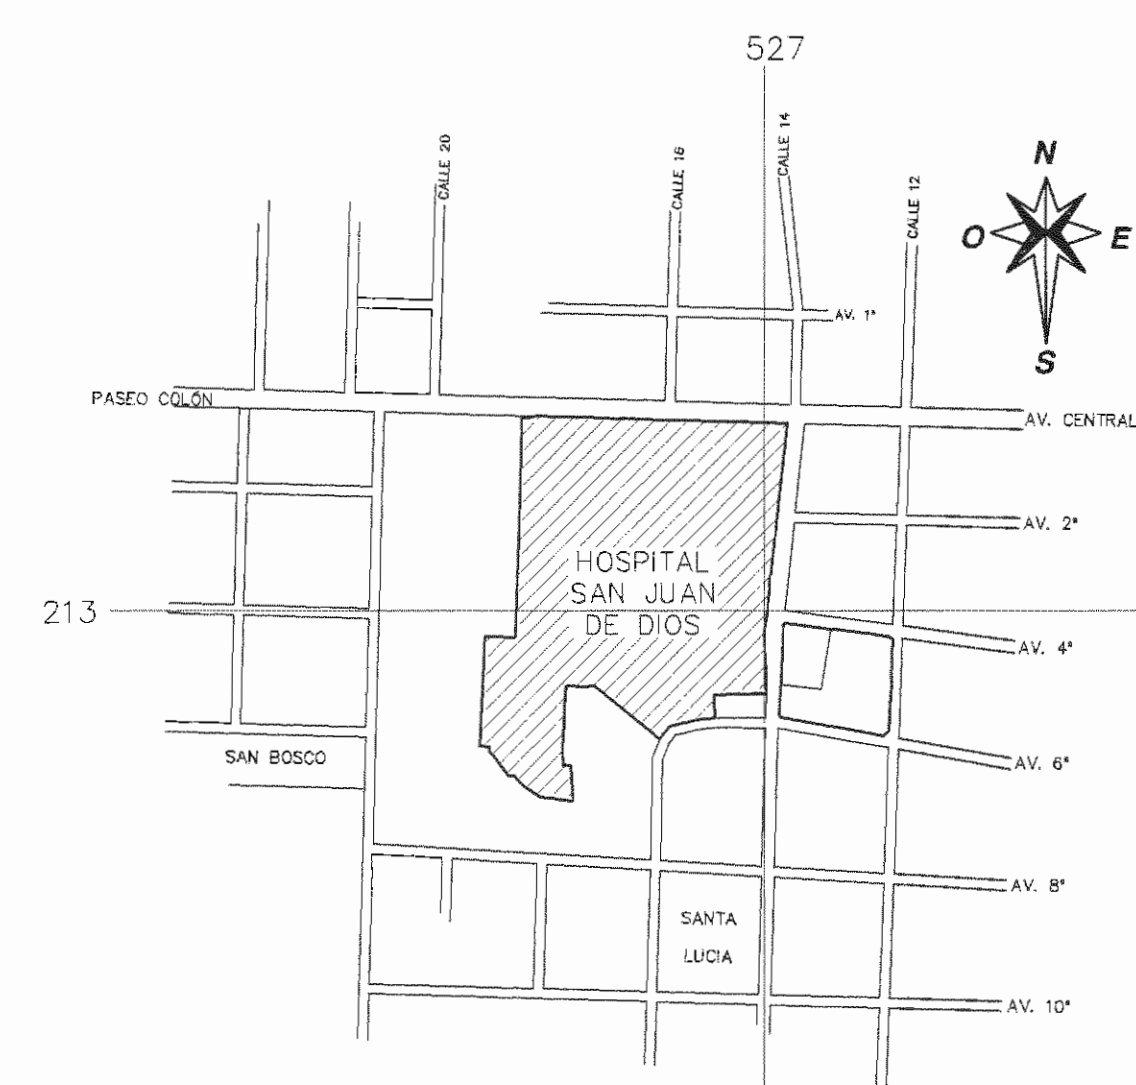 527
CALLE 20
CALLE 16
CALLE 14
CALLE 12
N
O
E
S
AV. 1ª
PASEO COLÓN
AV. CENTRAL
AV. 2ª
HOSPITAL
SAN JUAN
DE DIOS
213
AV. 4ª
SAN BOSCO
AV. 6ª
AV. 8ª
SANTA
LUCIA
AV. 10ª